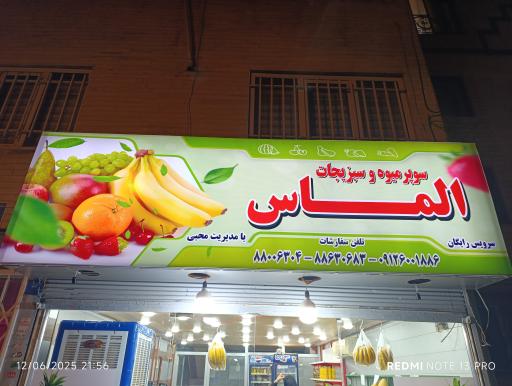 سوپر میوه و سبزیجات
الماس
با مدیریت محبی
تلفن سفارشات
سرویس رایگان
۰۹۱۲۶۰۰۱۸۸۶ - ۸۸۶۳۰۶۸۳ - ۸۸۰۰۶۳۰۴
12/06/2025 21:56
REDMI NOTE 13 PRO